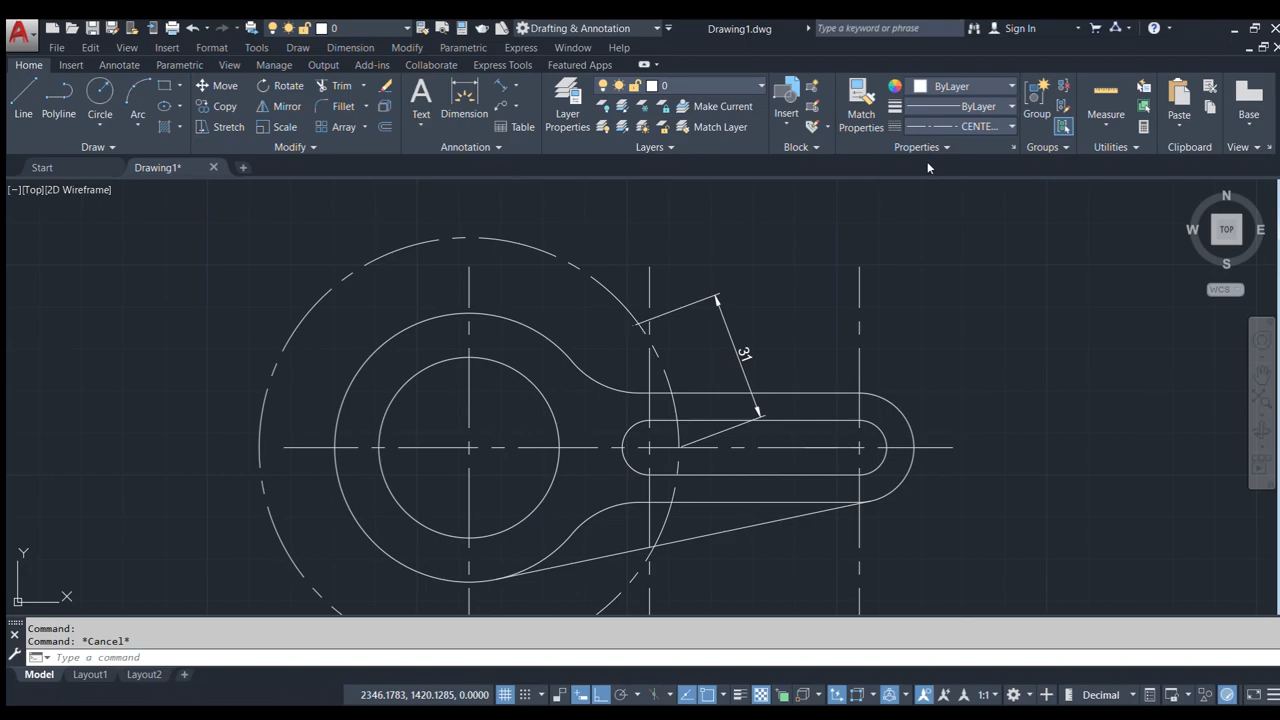 0
Drafting & Annotation
Drawing1.dwg
Type a keyword or phrase
Sign In
File Edit View Insert Format Tools Draw Dimension Modify Parametric Express Window Help
Home Insert Annotate Parametric View Manage Output Add-ins Collaborate Express Tools Featured Apps
Line
Polyline
Circle
Arc
Draw
Move
Rotate
Trim
Copy
Mirror
Fillet
Stretch
Scale
Array
Modify
Text
Dimension
Table
Annotation
Layer
Properties
0
Make Current
Match Layer
Layers
Insert
Block
Match
Properties
ByLayer
ByLayer
CENTE...
Properties
Group
Groups
Measure
Utilities
Paste
Clipboard
Base
View
Start
Drawing1*
[−][Top][2D Wireframe]
N
W
TOP
E
S
WCS
31
Y
X
Command:
Command: *Cancel*
Type a command
Model Layout1 Layout2
2346.1783, 1420.1285, 0.0000
1:1
Decimal